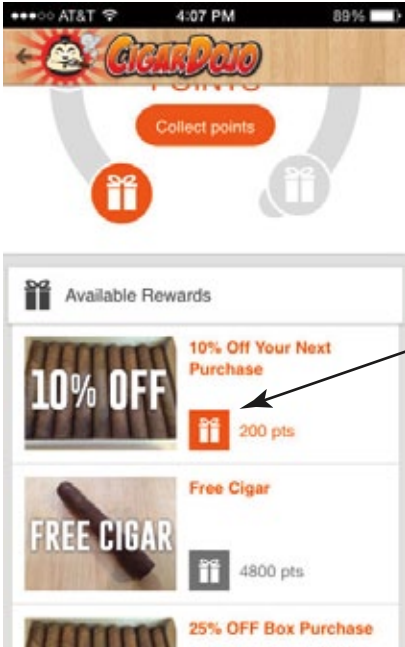 AT&T 4:07 PM 89%
CIGARDOJO
POINTS
Collect points
Available Rewards
10% OFF
10% Off Your Next
Purchase
200 pts
FREE CIGAR
Free Cigar
4800 pts
25% OFF Box Purchase